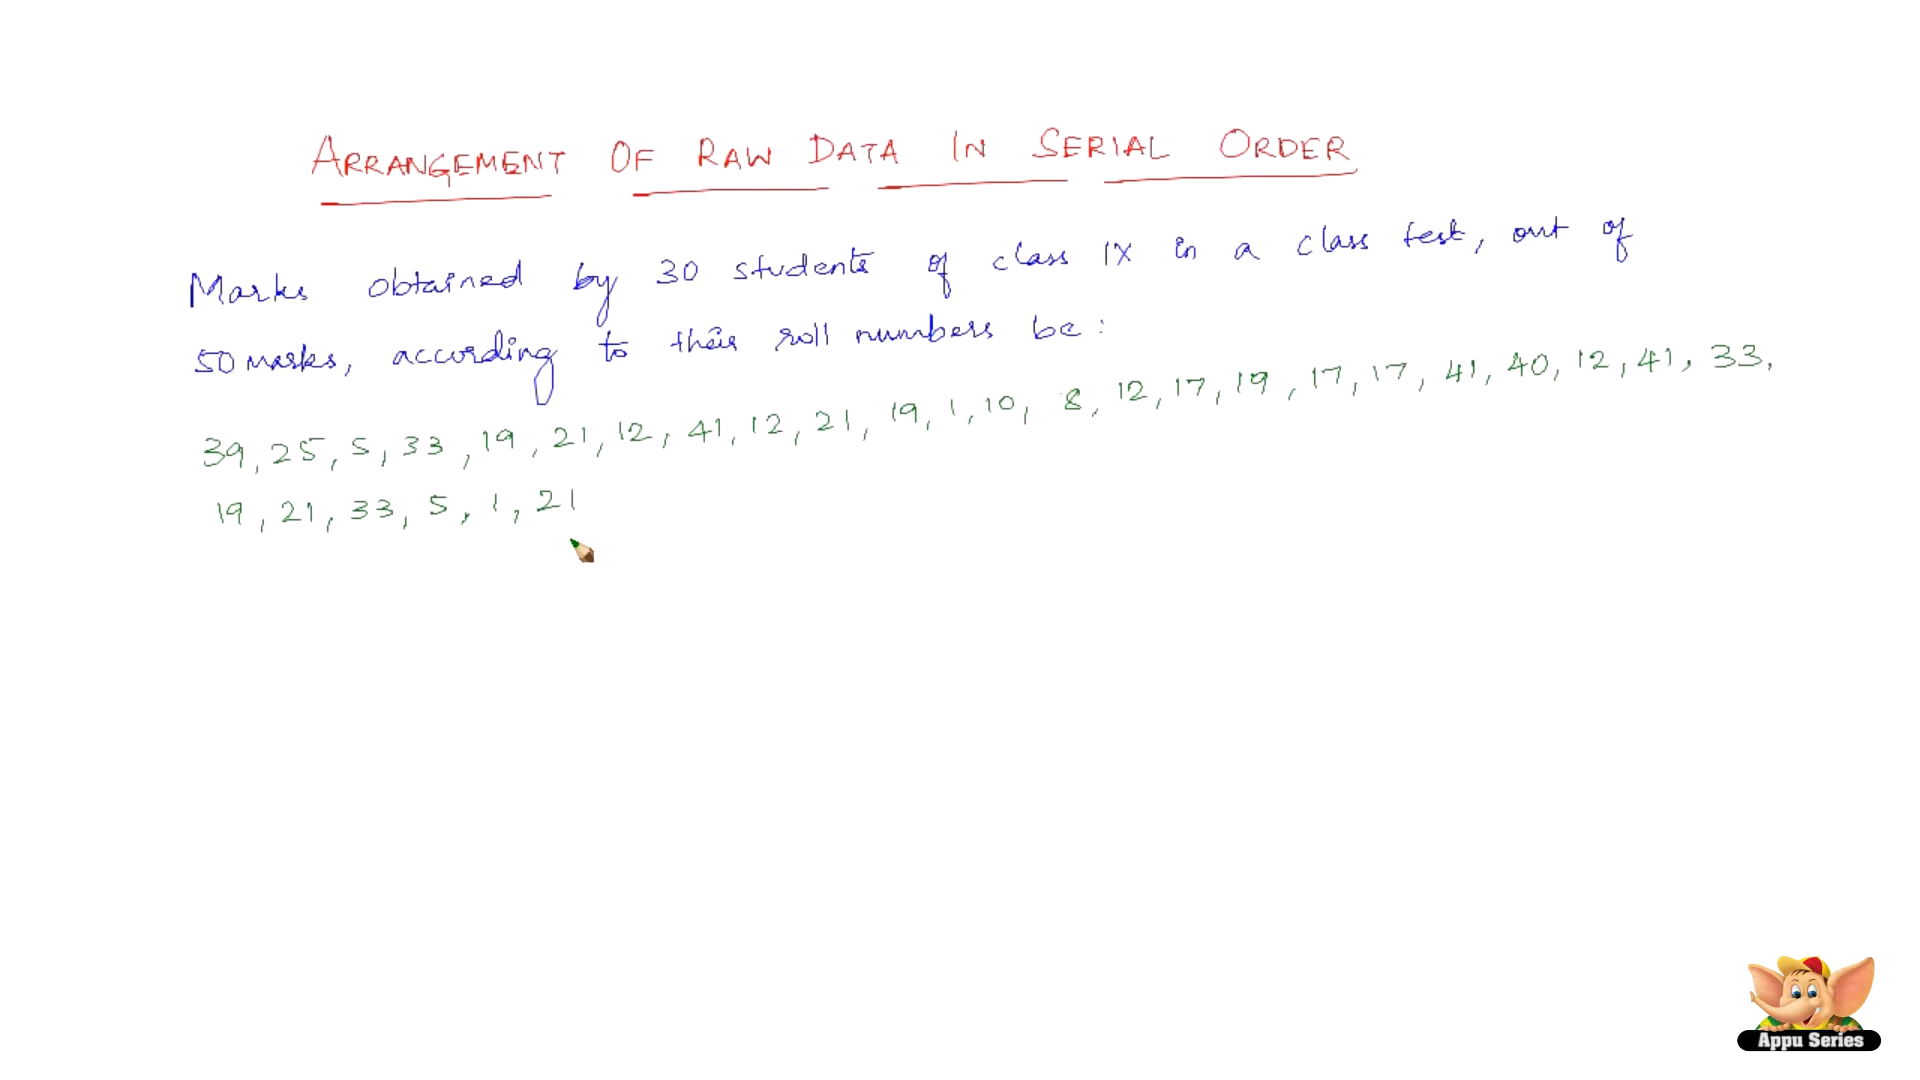 ARRANGEMENT OF RAW DATA IN SERIAL ORDER
Marks obtained by 30 students of class IX in a class test, out of
50 marks, according to their roll numbers be:
39, 25, 5, 33, 19, 21, 12, 41, 12, 21, 19, 1, 10, 8, 12, 17, 19, 17, 17, 41, 40, 12, 41, 33,
19, 21, 33, 5, 1, 21
Appu Series